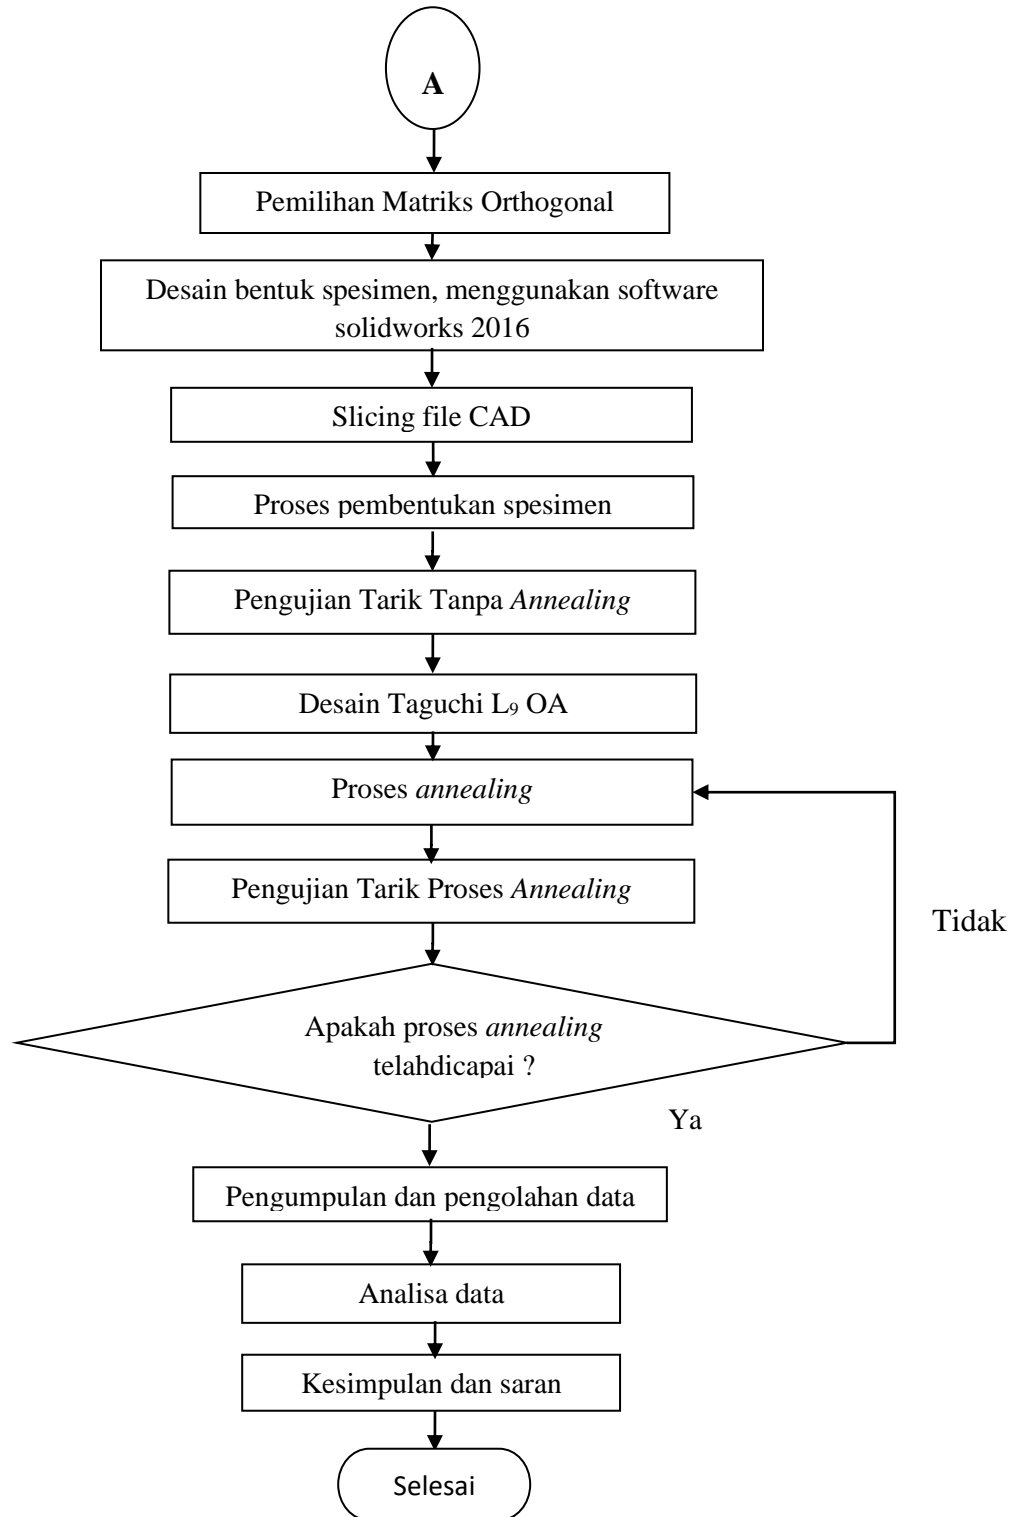 A
Pemilihan Matriks Orthogonal
Desain bentuk spesimen, menggunakan software
solidworks 2016
Slicing file CAD
Proses pembentukan spesimen
Pengujian Tarik Tanpa Annealing
Desain Taguchi L₉ OA
Proses annealing
Pengujian Tarik Proses Annealing
Tidak
Apakah proses annealing
telahdicapai ?
Ya
Pengumpulan dan pengolahan data
Analisa data
Kesimpulan dan saran
Selesai